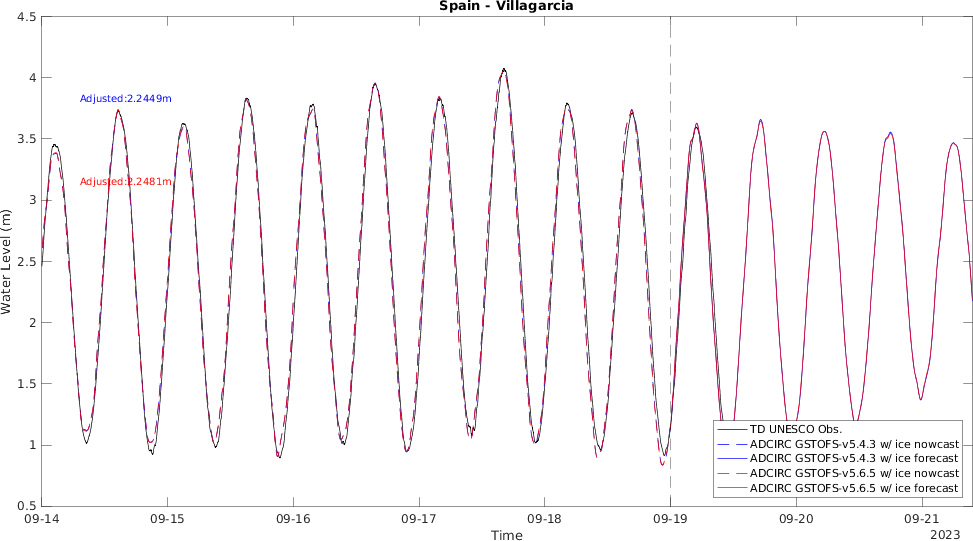 Spain - Villagarcia
4.5
4
3.5
3
2.5
2
1.5
1
0.5
Water Level (m)
Adjusted:2.2449m
Adjusted:2.2481m
TD UNESCO Obs.
ADCIRC GSTOFS-v5.4.3 w/ ice nowcast
ADCIRC GSTOFS-v5.4.3 w/ ice forecast
ADCIRC GSTOFS-v5.6.5 w/ ice nowcast
ADCIRC GSTOFS-v5.6.5 w/ ice forecast
09-14 09-15 09-16 09-17 09-18 09-19 09-20 09-21
Time
2023